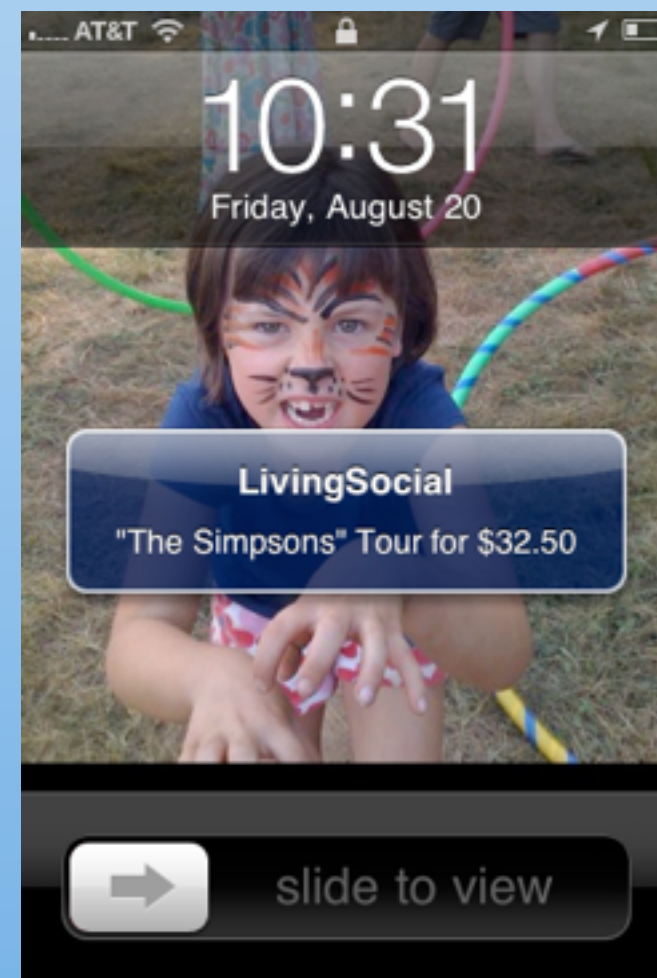 AT&T
10:31
Friday, August 20
LivingSocial
"The Simpsons" Tour for $32.50
slide to view